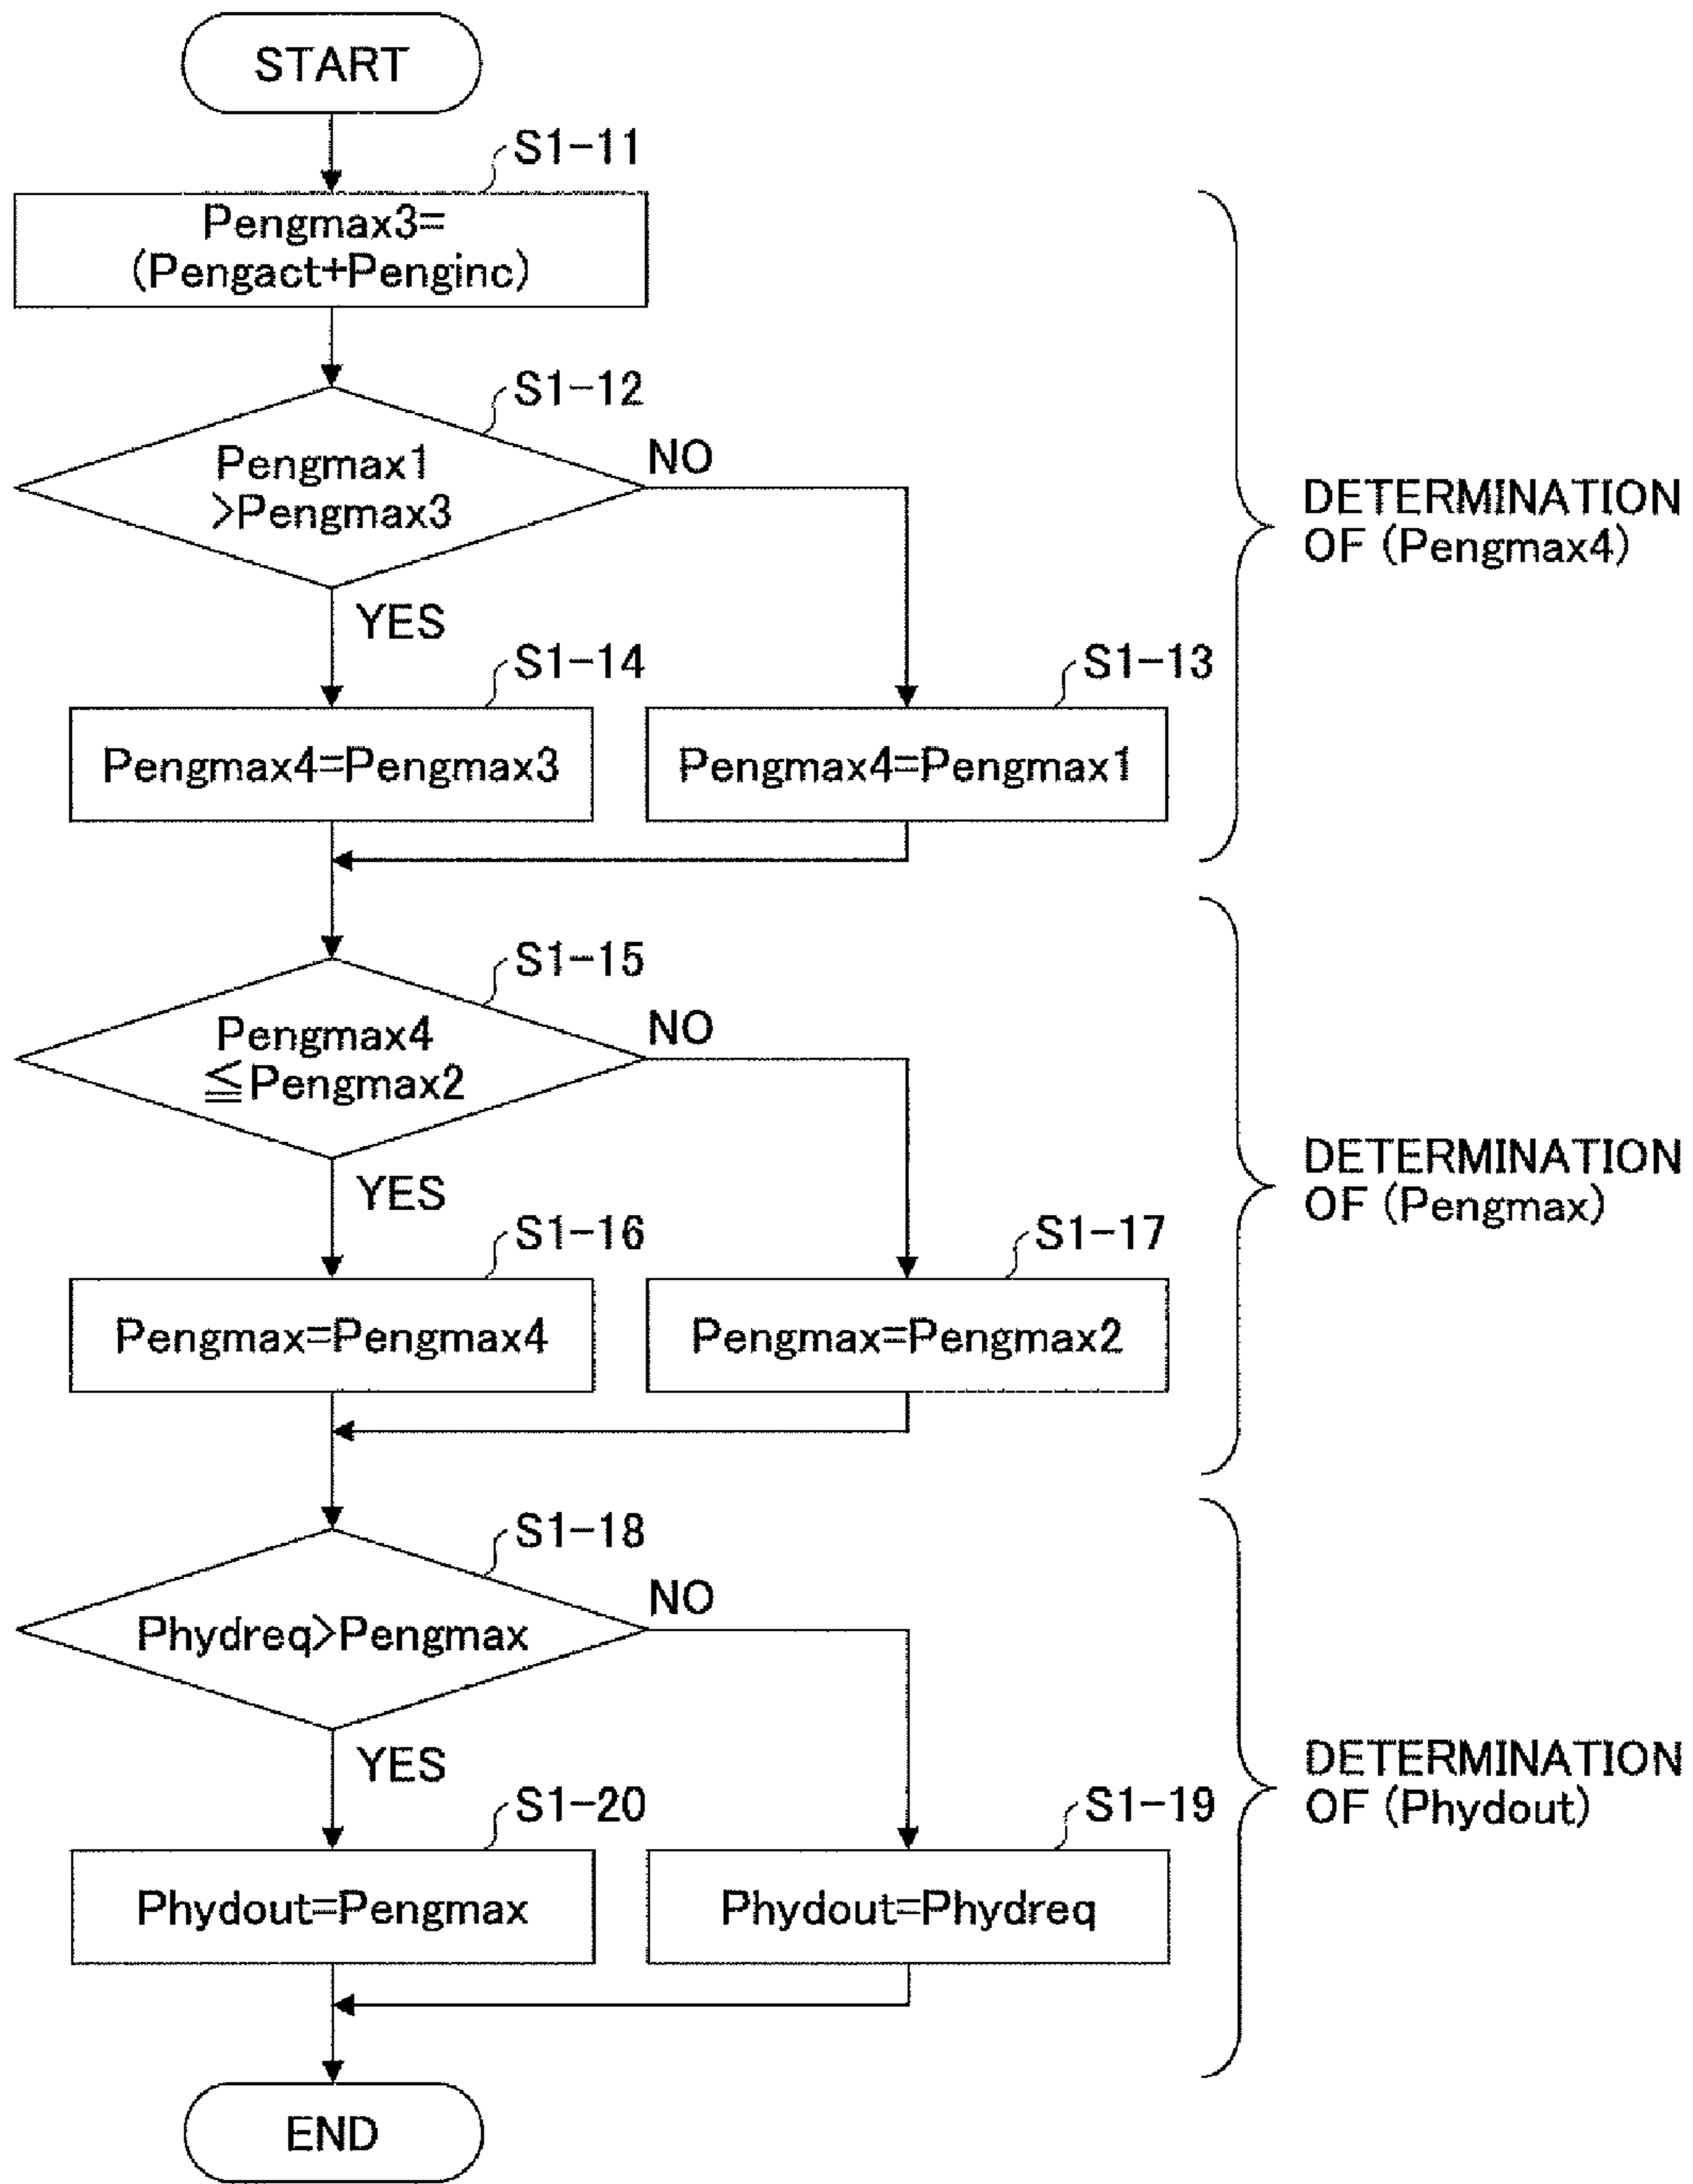 START
S1-11
Pengmax3=
(Pengact+Penginc)
S1-12
Pengmax1
>Pengmax3
NO
YES
DETERMINATION
OF (Pengmax4)
S1-14
S1-13
Pengmax4=Pengmax3
Pengmax4=Pengmax1
S1-15
Pengmax4
≦Pengmax2
NO
YES
DETERMINATION
OF (Pengmax)
S1-16
S1-17
Pengmax=Pengmax4
Pengmax=Pengmax2
S1-18
Phydreq>Pengmax
NO
YES
DETERMINATION
OF (Phydout)
S1-20
S1-19
Phydout=Pengmax
Phydout=Phydreq
END